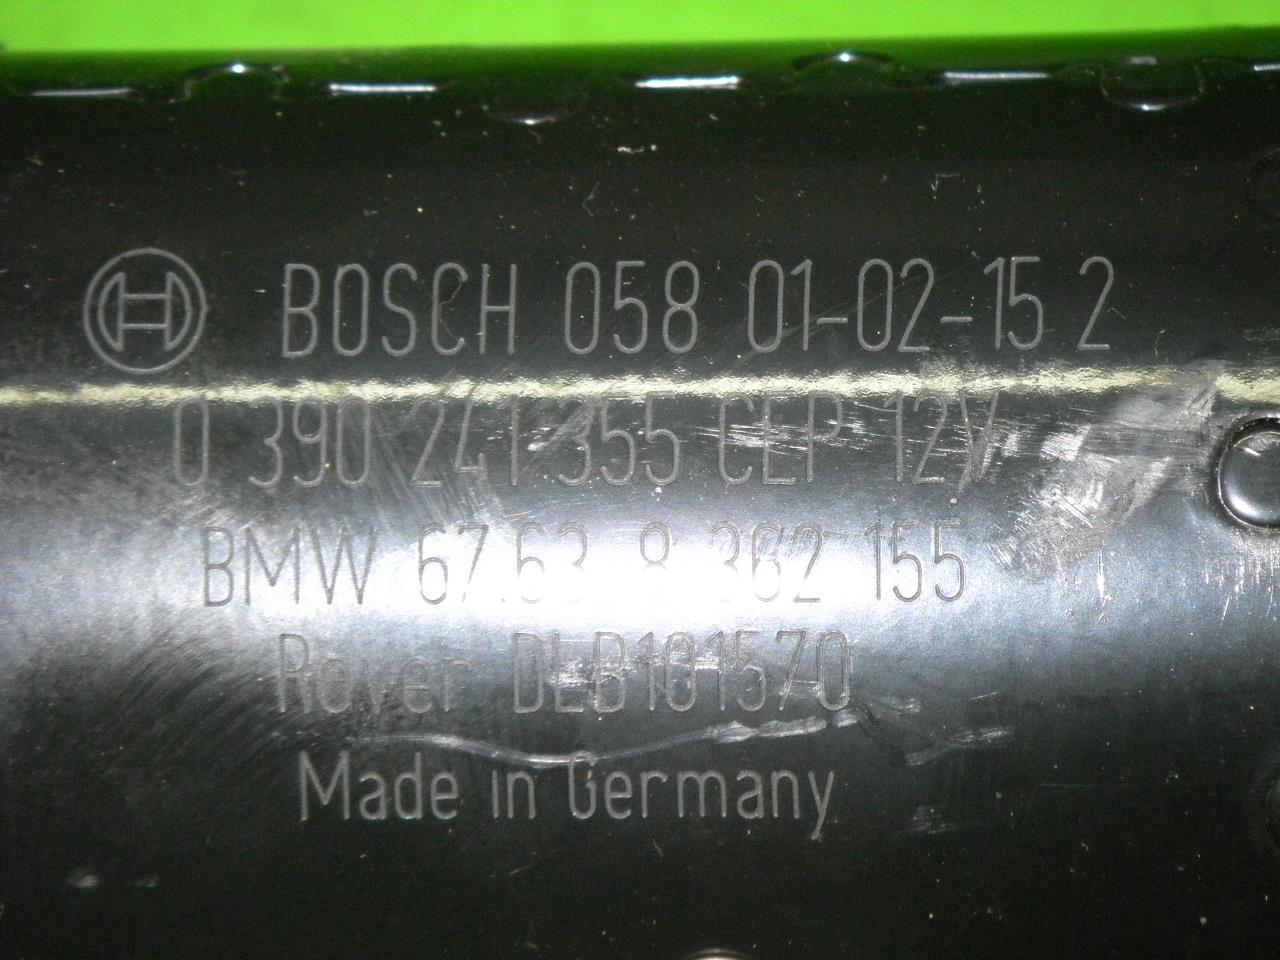 BOSCH 058 01-02-15 2
0 390 241 355 CEP 12V
BMW 67.63 8 362 155
Rover DLB101570
Made in Germany